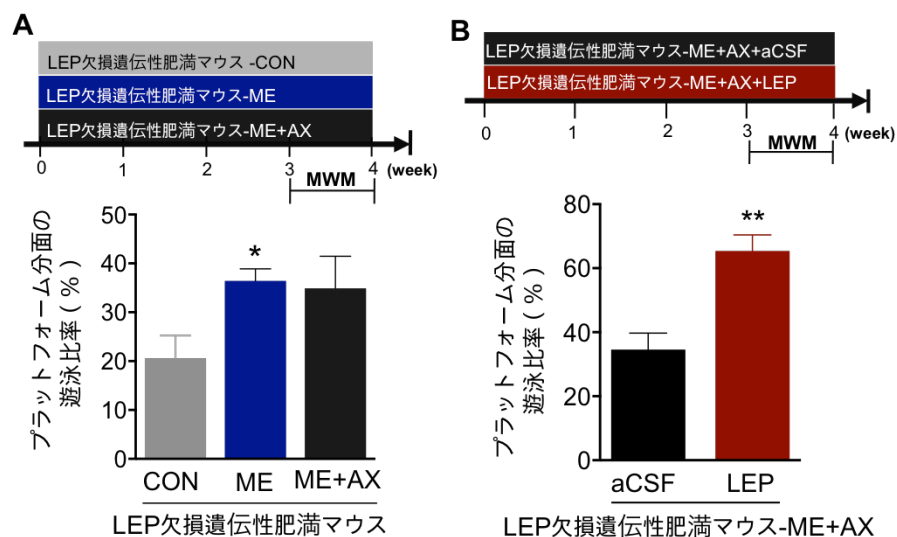 A
LEP欠損遺伝性肥満マウス -CON
LEP欠損遺伝性肥満マウス-ME
LEP欠損遺伝性肥満マウス-ME+AX
0 1 2 3 4 (week)
MWM
プラットフォーム分面の
遊泳比率(%)
50
40
30
20
10
0
*
CON ME ME+AX
LEP欠損遺伝性肥満マウス
B
LEP欠損遺伝性肥満マウス-ME+AX+aCSF
LEP欠損遺伝性肥満マウス-ME+AX+LEP
0 1 2 3 4 (week)
MWM
プラットフォーム分面の
遊泳比率(%)
80
60
40
20
0
**
aCSF LEP
LEP欠損遺伝性肥満マウス-ME+AX